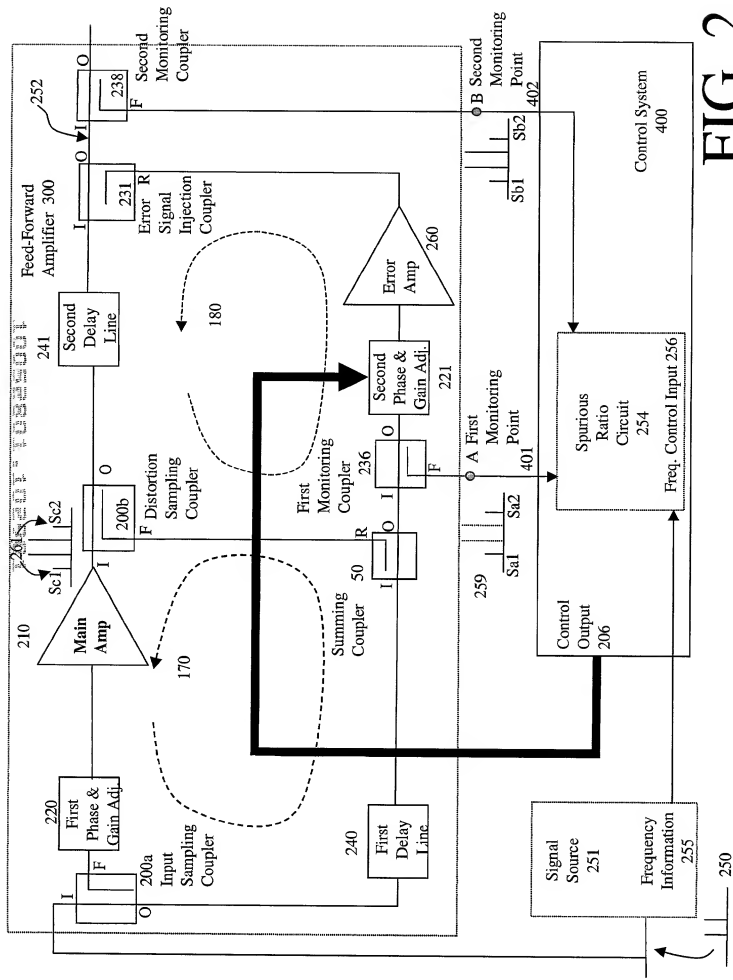 Feed-Forward
Amplifier 300
252
I
O
I
O
238
F
Second
Monitoring
Coupler
231
R
Error
Signal
Injection
Coupler
241
Second
Delay
Line
Sc1
Sc2
I
O
200b
F
Distortion
Sampling
Coupler
210
Main
Amp
220
First
Phase &
Gain Adj.
I
F
O
200a
Input
Sampling
Coupler
170
180
260
Error
Amp
Second
Phase &
Gain Adj.
221
First
Monitoring
Coupler
O
I
236
F
R
O
50
I
Summing
Coupler
240
First
Delay
Line
B Second
Monitoring
Point
402
Sb1
Sb2
A First
Monitoring
Point
401
259
Sa1
Sa2
Control System
400
Spurious
Ratio
Circuit
254
Freq. Control Input 256
Control
Output
206
Signal
Source
251
Frequency
Information
255
250
FIG. 2